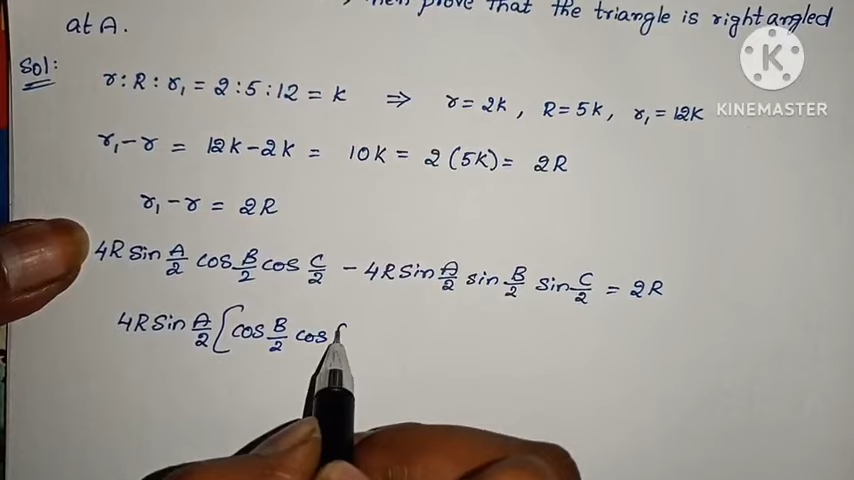 then prove that the triangle is right angled
at A.
K
KINEMASTER
Sol:
r : R : r₁ = 2 : 5 : 12 = k ⇒ r = 2k , R = 5k , r₁ = 12k
r₁ - r = 12k - 2k = 10k = 2(5k) = 2R
r₁ - r = 2R
4R sin A/2 cos B/2 cos C/2 - 4R sin A/2 sin B/2 sin C/2 = 2R
4R sin A/2 [cos B/2 cos